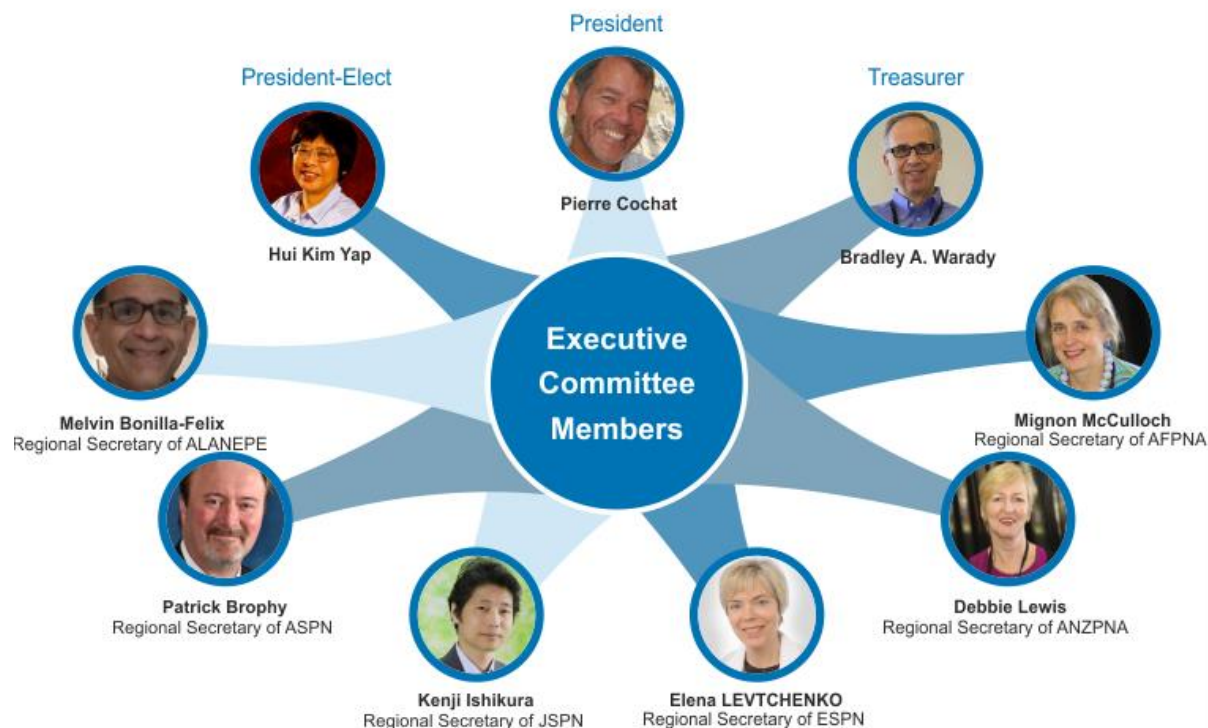 President
President-Elect
Treasurer
Pierre Cochat
Hui Kim Yap
Bradley A. Warady
Executive
Committee
Members
Melvin Bonilla-Felix
Regional Secretary of ALANEPE
Mignon McCulloch
Regional Secretary of AFPNA
Patrick Brophy
Regional Secretary of ASPN
Debbie Lewis
Regional Secretary of ANZPNA
Kenji Ishikura
Regional Secretary of JSPN
Elena LEVTCHENKO
Regional Secretary of ESPN